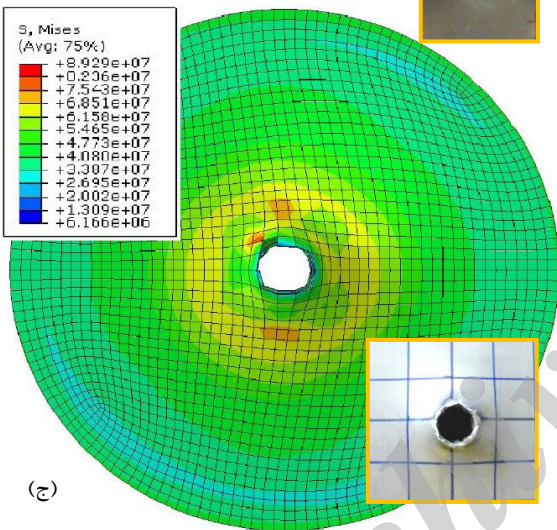 S, Mises
(Avg: 75%)
+8.929e+07
+0.236e+07
+7.543e+07
+6.851e+07
+6.158e+07
+5.465e+07
+4.773e+07
+4.080e+07
+3.387e+07
+2.695e+07
+2.002e+07
+1.309e+07
+6.166e+06
(ج)